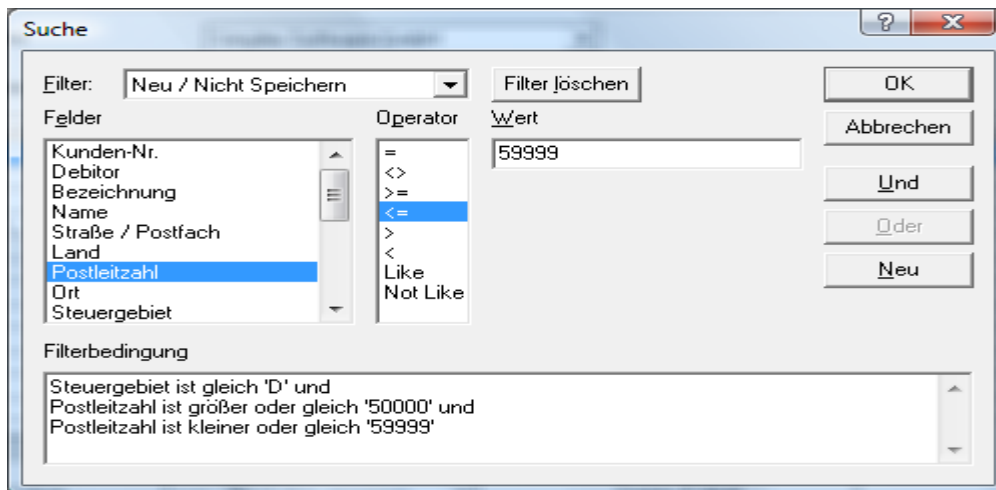 Suche
Filter: Neu / Nicht Speichern Filter löschen OK
Felder Operator Wert Abbrechen
Kunden-Nr. = 59999
Debitor <>
Bezeichnung >= Und
Name <=
Straße / Postfach > Oder
Land <
Postleitzahl Like Neu
Ort Not Like
Steuergebiet
Filterbedingung
Steuergebiet ist gleich 'D' und
Postleitzahl ist größer oder gleich '50000' und
Postleitzahl ist kleiner oder gleich '59999'